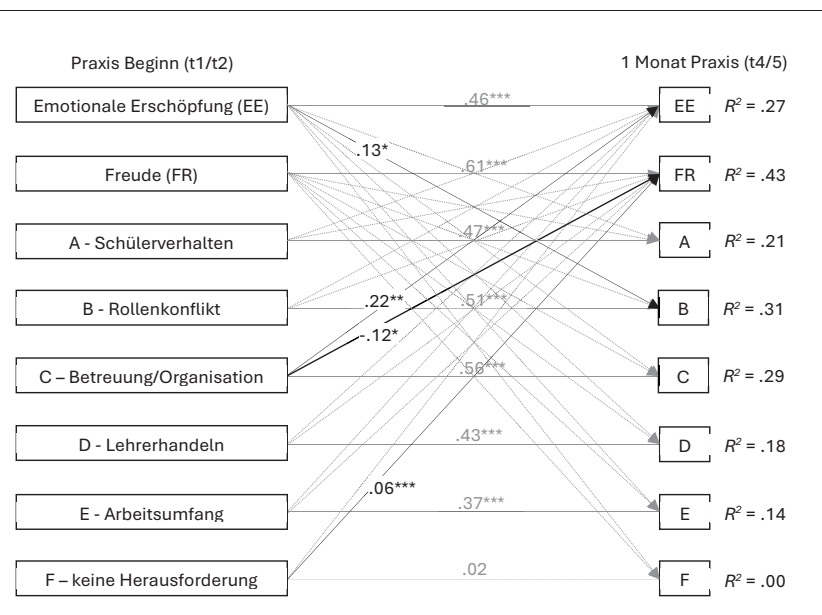 Praxis Beginn (t1/t2) 1 Monat Praxis (t4/5)
Emotionale Erschöpfung (EE) .46*** EE R² = .27
.13*
Freude (FR) .61*** FR R² = .43
A - Schülerverhalten .47*** A R² = .21
B - Rollenkonflikt .22** .51*** B R² = .31
-.12*
C – Betreuung/Organisation .56*** C R² = .29
D - Lehrerhandeln .43*** D R² = .18
.06***
E - Arbeitsumfang .37*** E R² = .14
F – keine Herausforderung .02 F R² = .00